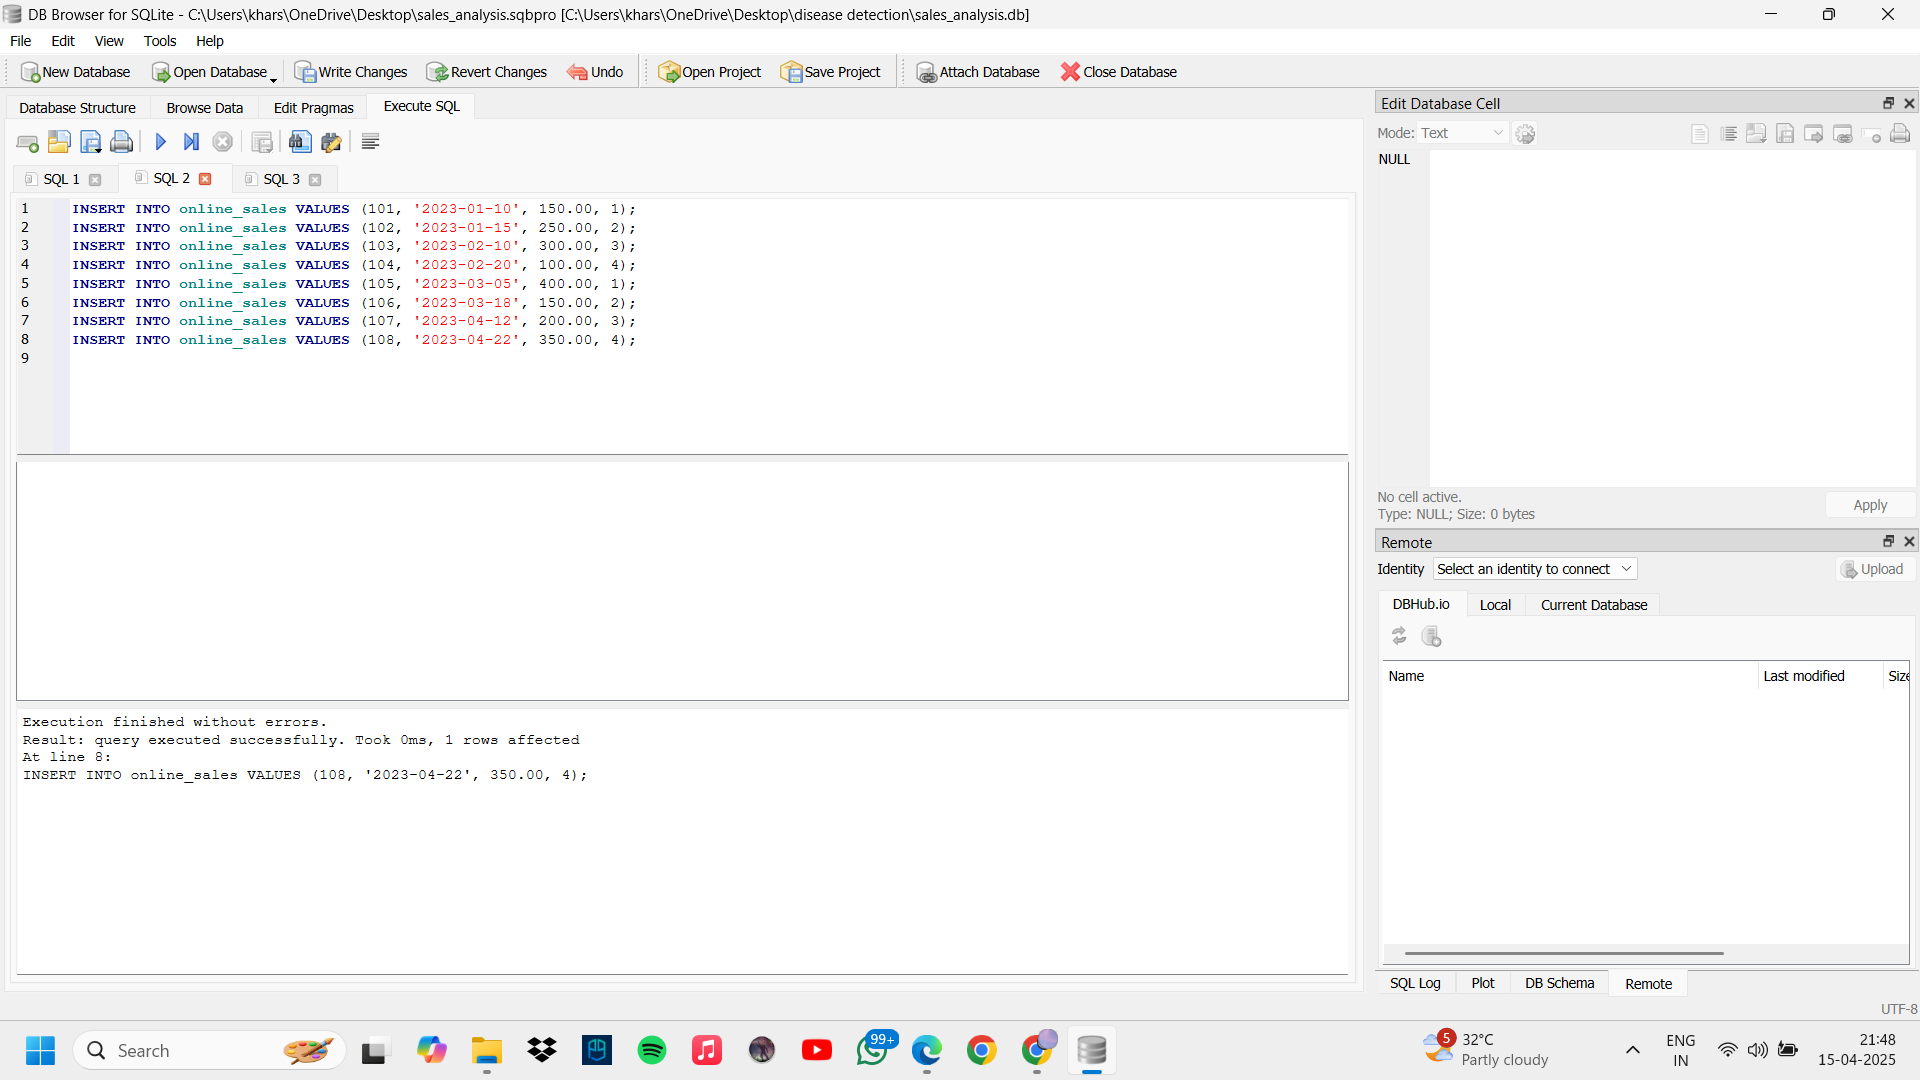 DB Browser for SQLite - C:\Users\khars\OneDrive\Desktop\sales_analysis.sqbpro [C:\Users\khars\OneDrive\Desktop\disease detection\sales_analysis.db]
File Edit View Tools Help
New Database Open Database Write Changes Revert Changes Undo Open Project Save Project Attach Database Close Database
Database Structure Browse Data Edit Pragmas Execute SQL
SQL 1 SQL 2 SQL 3
1 INSERT INTO online_sales VALUES (101, '2023-01-10', 150.00, 1);
2 INSERT INTO online_sales VALUES (102, '2023-01-15', 250.00, 2);
3 INSERT INTO online_sales VALUES (103, '2023-02-10', 300.00, 3);
4 INSERT INTO online_sales VALUES (104, '2023-02-20', 100.00, 4);
5 INSERT INTO online_sales VALUES (105, '2023-03-05', 400.00, 1);
6 INSERT INTO online_sales VALUES (106, '2023-03-18', 150.00, 2);
7 INSERT INTO online_sales VALUES (107, '2023-04-12', 200.00, 3);
8 INSERT INTO online_sales VALUES (108, '2023-04-22', 350.00, 4);
9
Execution finished without errors.
Result: query executed successfully. Took 0ms, 1 rows affected
At line 8:
INSERT INTO online_sales VALUES (108, '2023-04-22', 350.00, 4);
Edit Database Cell
Mode: Text
NULL
No cell active.
Type: NULL; Size: 0 bytes
Apply
Remote
Identity Select an identity to connect Upload
DBHub.io Local Current Database
Name Last modified Size
SQL Log Plot DB Schema Remote
UTF-8
Search
99+
5
32°C
Partly cloudy
ENG
IN
21:48
15-04-2025